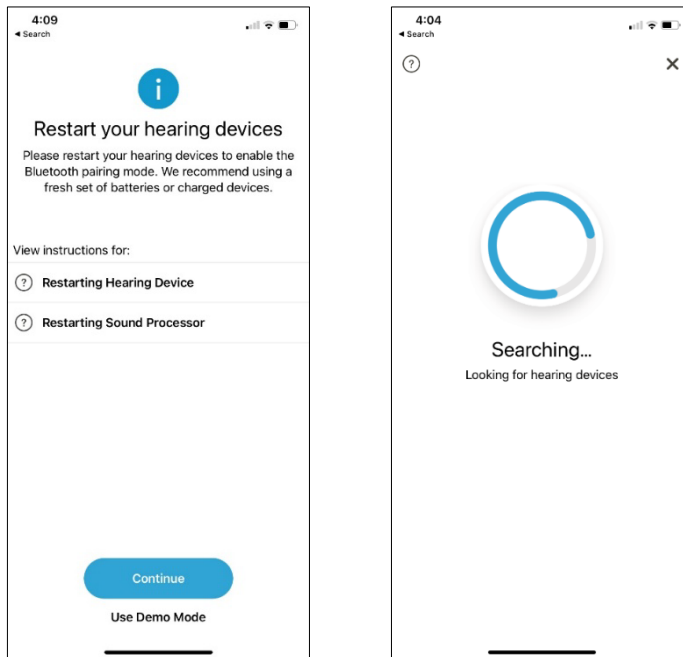 4:09
◀ Search
i
Restart your hearing devices
Please restart your hearing devices to enable the
Bluetooth pairing mode. We recommend using a
fresh set of batteries or charged devices.
View instructions for:
? Restarting Hearing Device
? Restarting Sound Processor
Continue
Use Demo Mode
4:04
◀ Search
?
Searching...
Looking for hearing devices